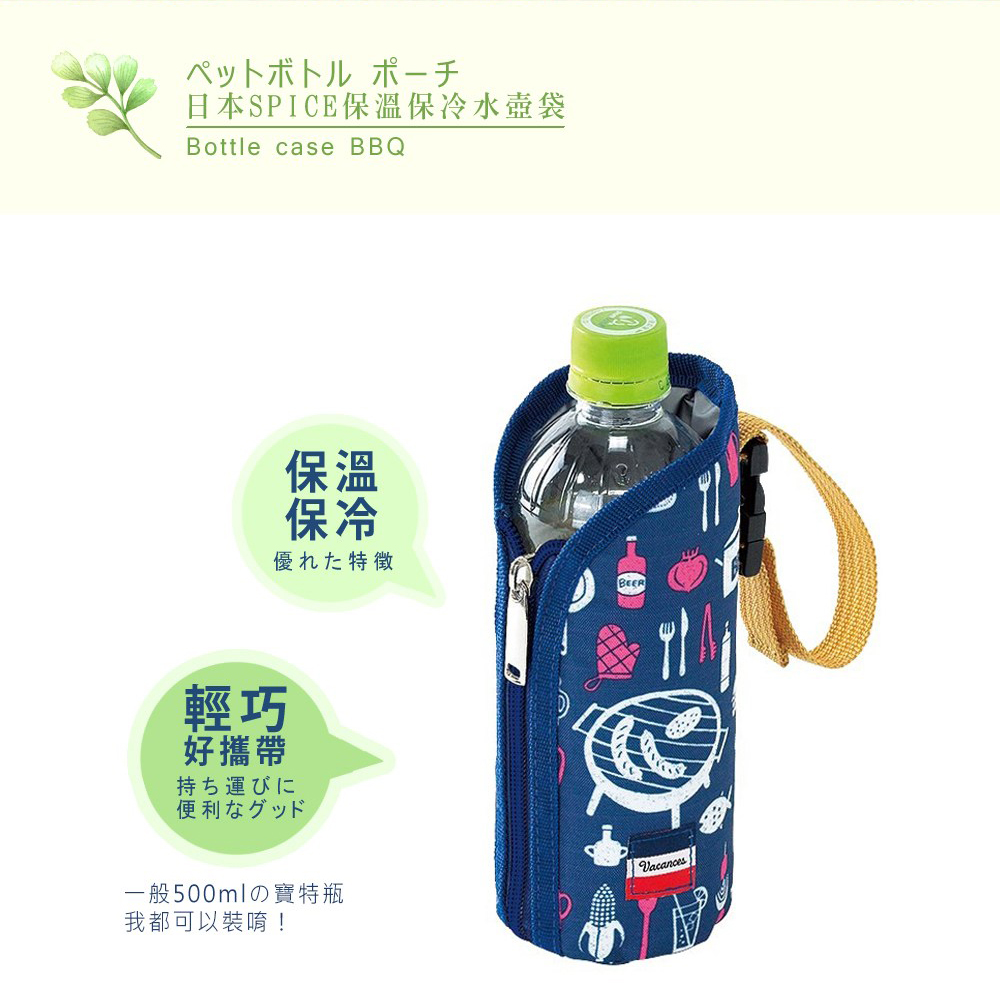 ペットボトル ポーチ
日本SPICE保溫保冷水壺袋
Bottle case BBQ
保溫
保冷
優れた特徴
輕巧
好攜帶
持ち運びに
便利なグッド
一般500mlの寶特瓶
我都可以裝唷！
BEER
Vacances